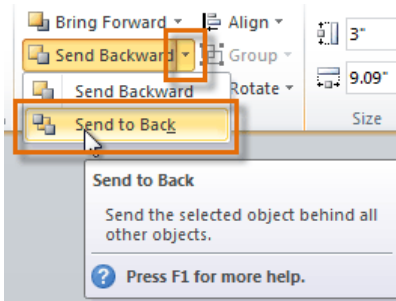 Bring Forward Align 3"
Send Backward Group 9.09"
Send Backward Rotate
Send to Back Size
Send to Back
Send the selected object behind all
other objects.
Press F1 for more help.